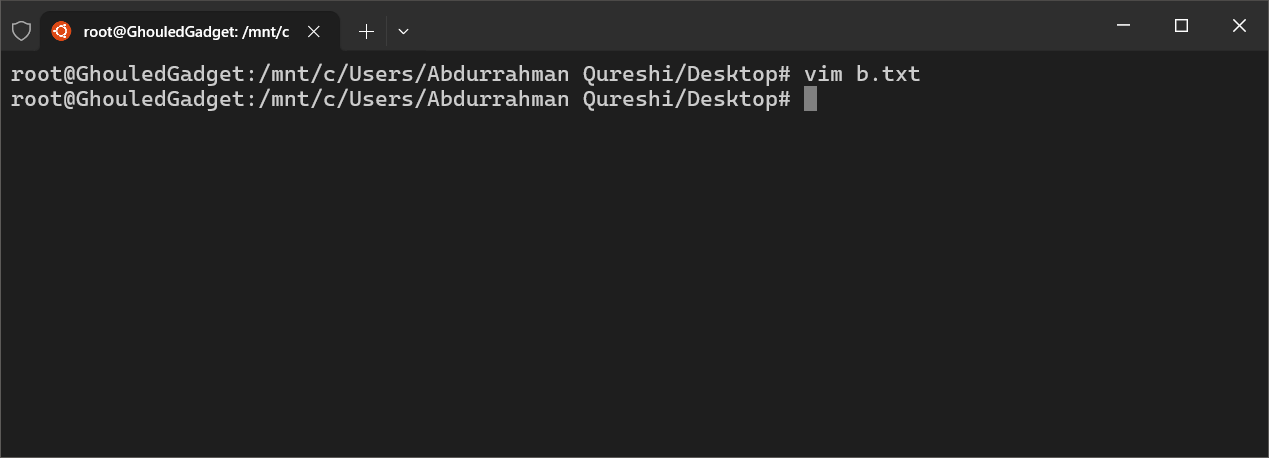 root@GhouledGadget: /mnt/c
root@GhouledGadget:/mnt/c/Users/Abdurrahman Qureshi/Desktop# vim b.txt
root@GhouledGadget:/mnt/c/Users/Abdurrahman Qureshi/Desktop#